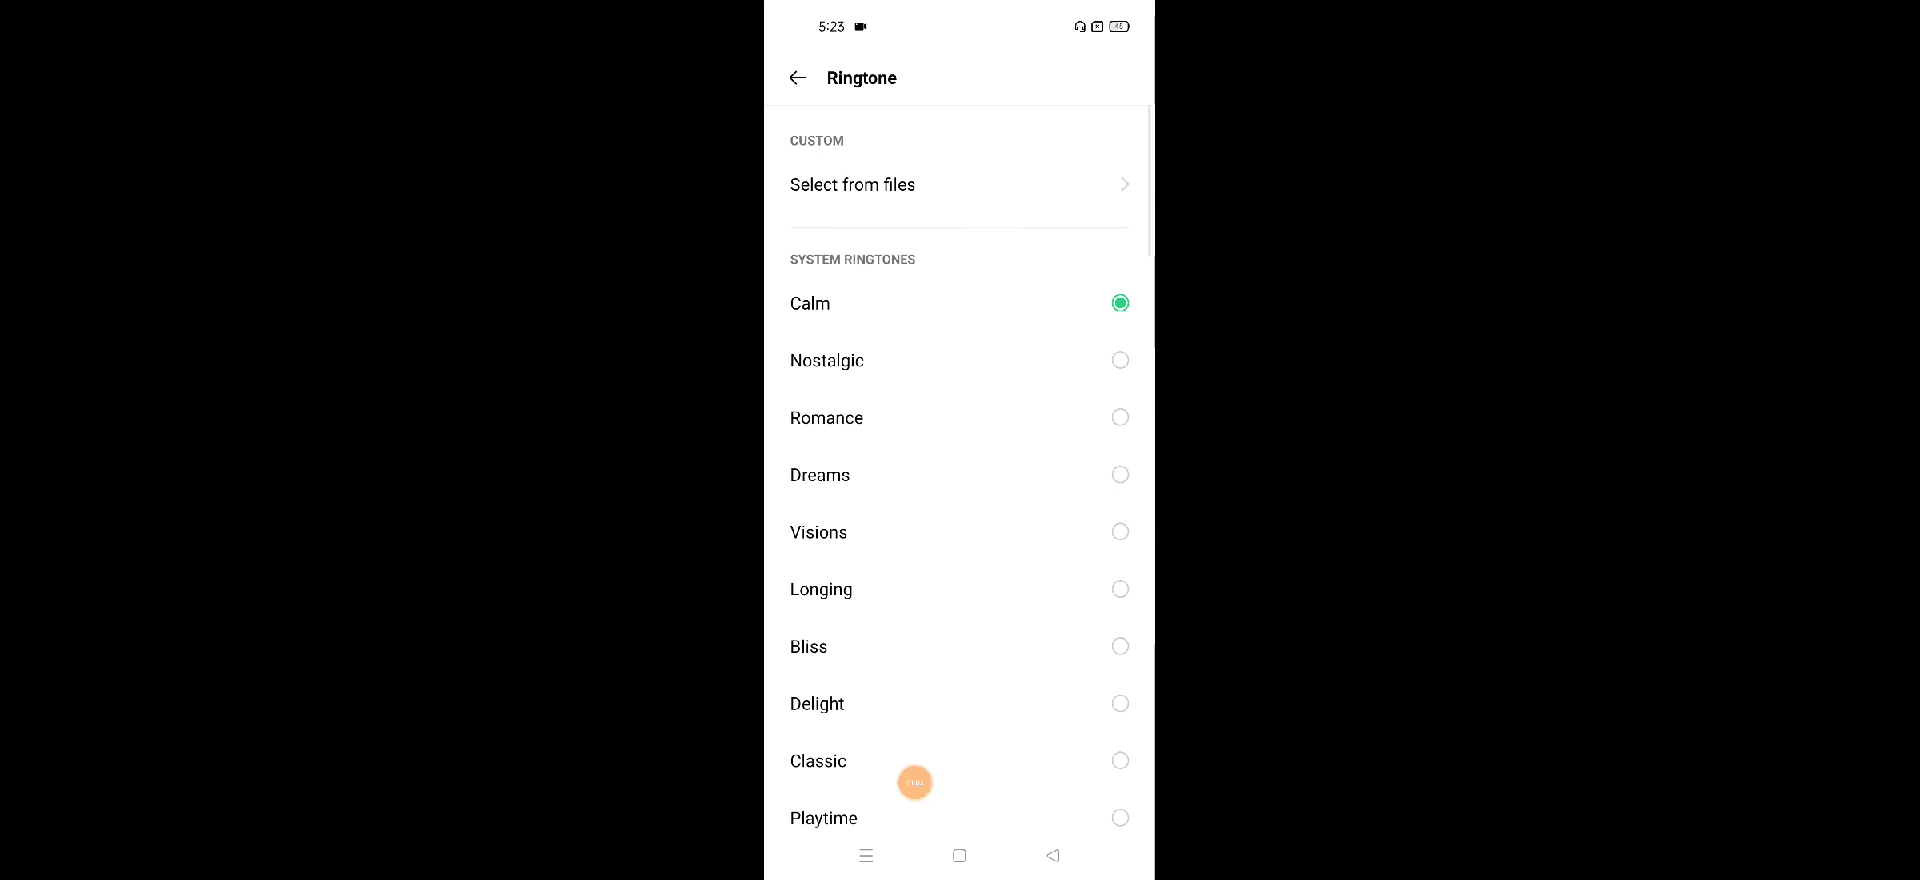 5:23
Ringtone
CUSTOM
Select from files
SYSTEM RINGTONES
Calm
Nostalgic
Romance
Dreams
Visions
Longing
Bliss
Delight
Classic
Playtime